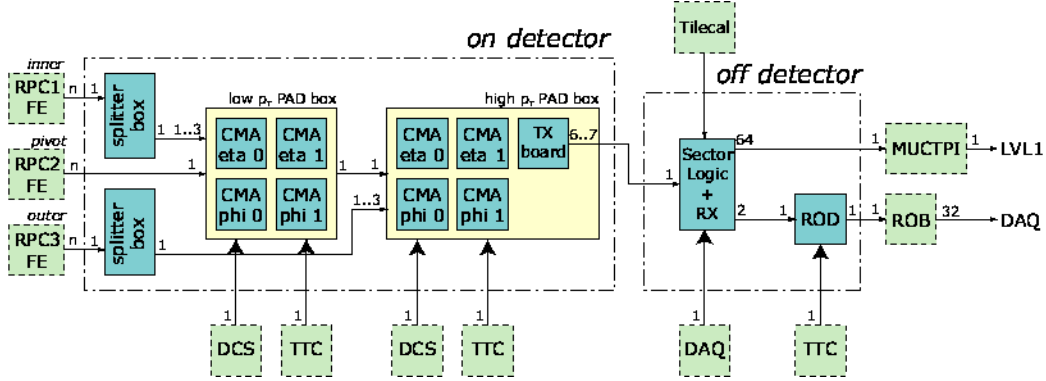 Tilecal
on detector
off detector
inner
RPC1
FE
n
1
splitter
box
1
1..3
low pT PAD box
CMA
eta 0
CMA
eta 1
CMA
phi 0
CMA
phi 1
high pT PAD box
CMA
eta 0
CMA
eta 1
TX
board
CMA
phi 0
CMA
phi 1
6..7
pivot
RPC2
FE
n
1
1
1
1..3
outer
RPC3
FE
n
1
splitter
box
1
1
Sector
Logic
+
RX
64
2
1
MUCTPI
1
LVL1
1
ROD
1
1
ROB
32
DAQ
1
DCS
1
TTC
1
DCS
1
TTC
1
DAQ
1
TTC